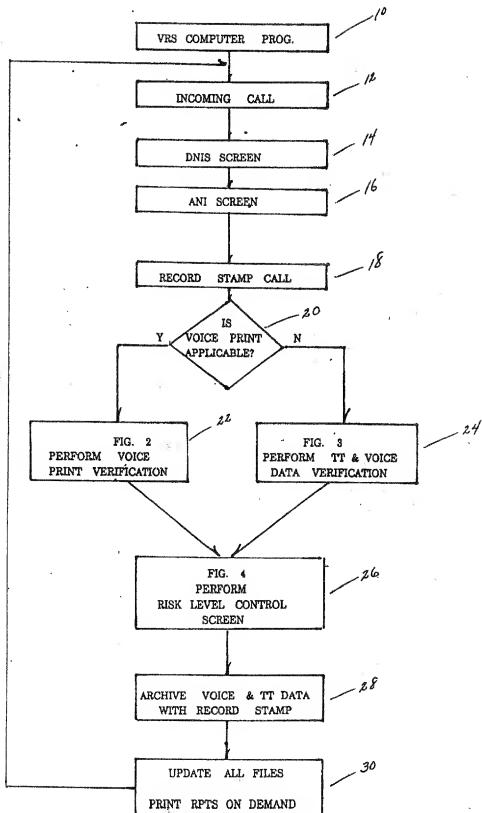 10
VRS COMPUTER PROG.
12
INCOMING CALL
14
DNIS SCREEN
16
ANI SCREEN
18
RECORD STAMP CALL
20
IS
Y VOICE PRINT N
APPLICABLE?
22
FIG. 2
PERFORM VOICE
PRINT VERIFICATION
24
FIG. 3
PERFORM TT & VOICE
DATA VERIFICATION
26
FIG. 4
PERFORM
RISK LEVEL CONTROL
SCREEN
28
ARCHIVE VOICE & TT DATA
WITH RECORD STAMP
30
UPDATE ALL FILES
PRINT RPTS ON DEMAND